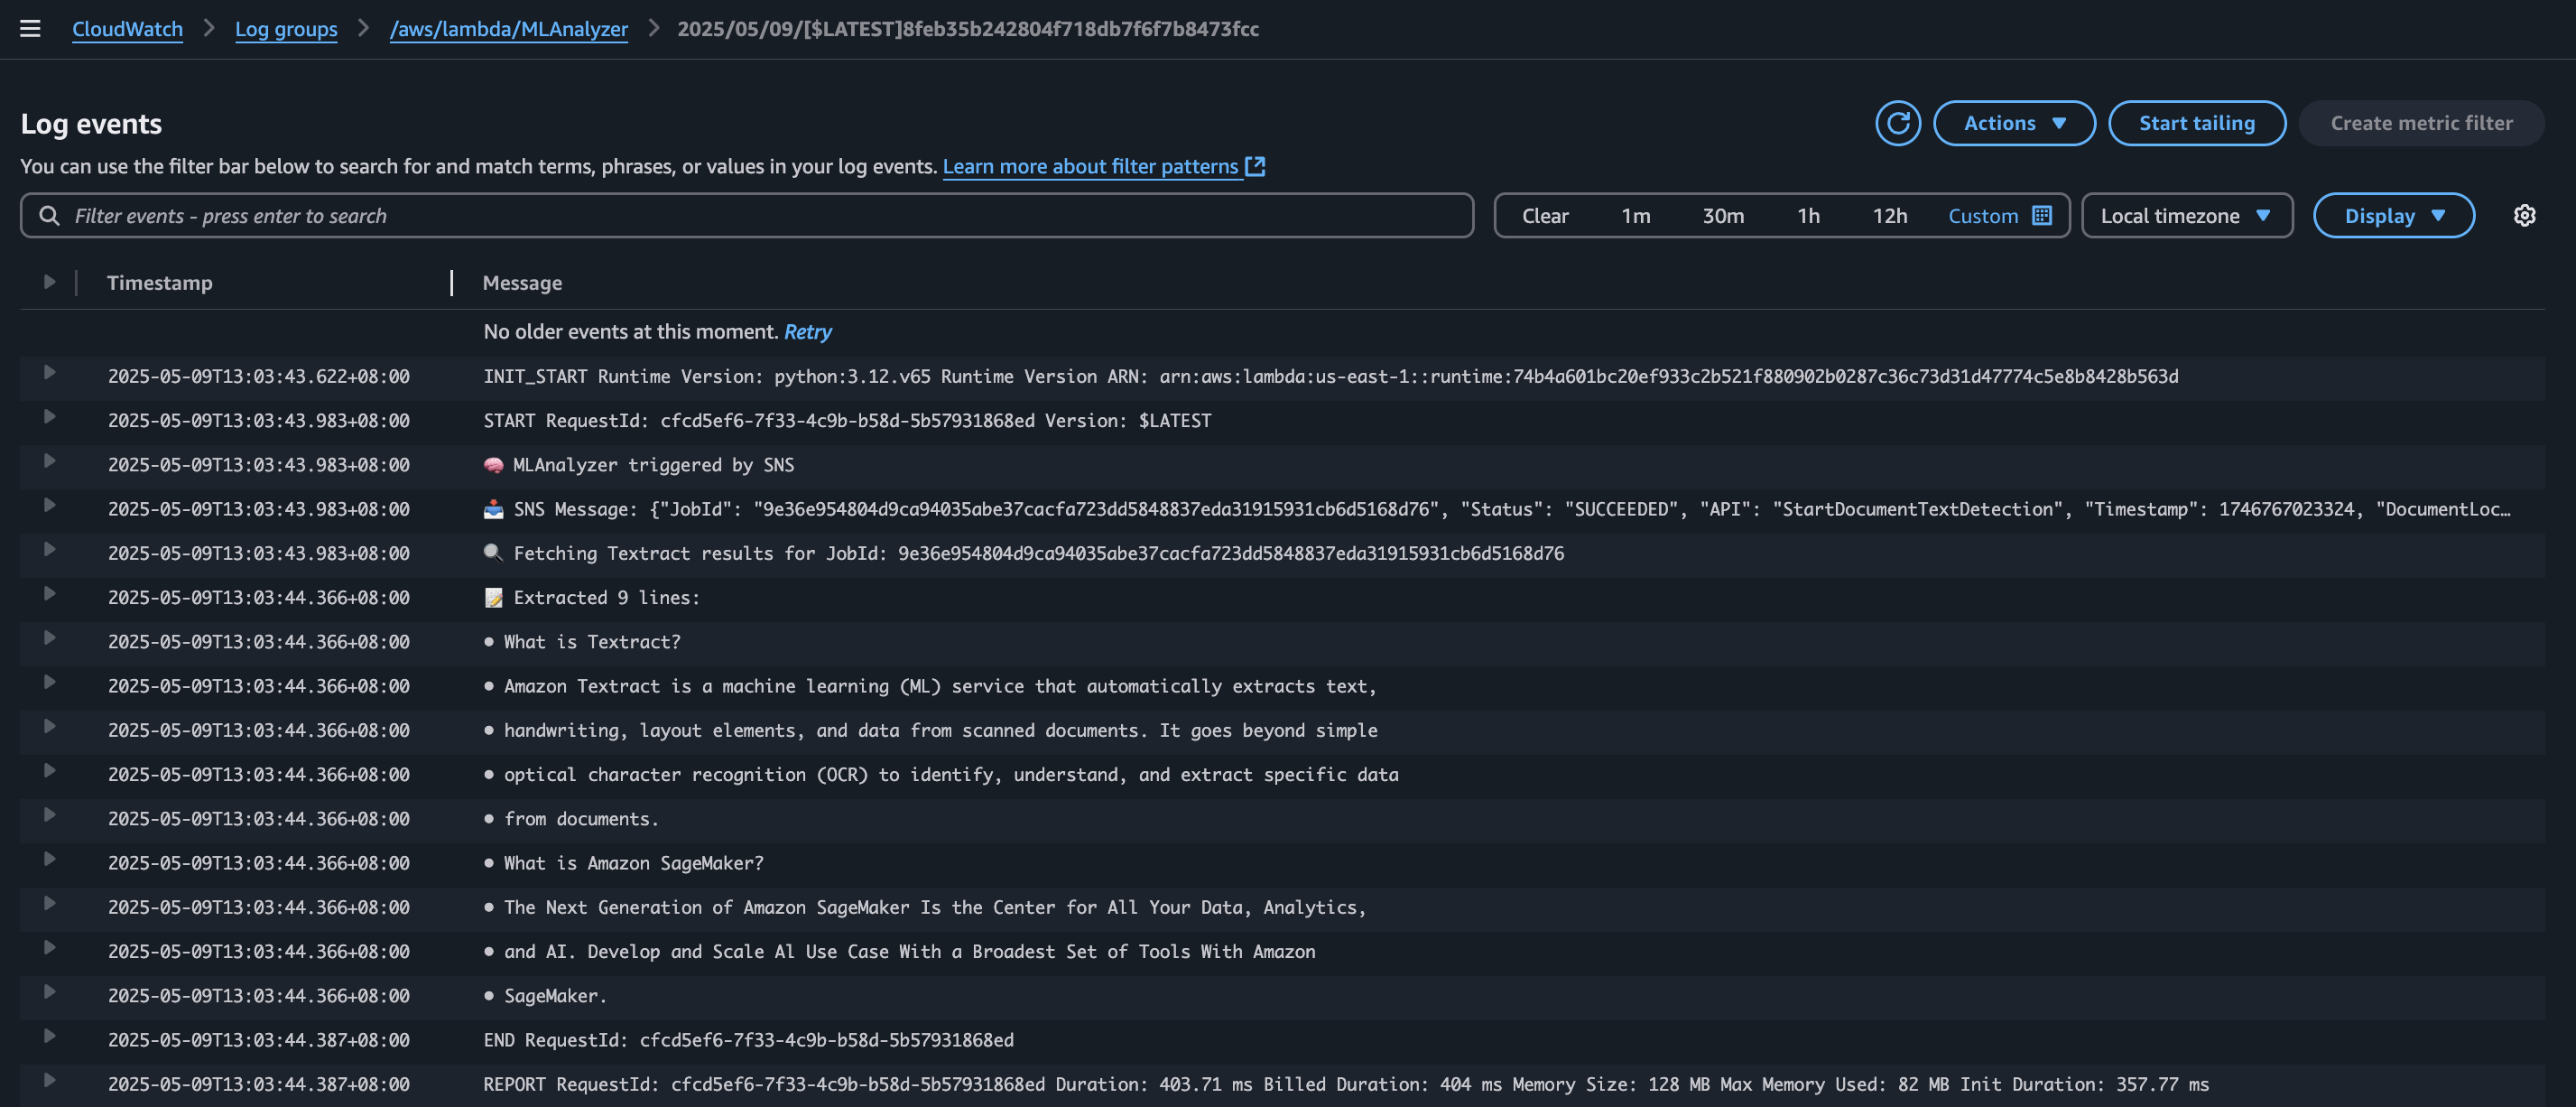 CloudWatch > Log groups > /aws/lambda/MLAnalyzer > 2025/05/09/[$LATEST]8feb35b242804f718db7f6f7b8473fcc
Log events
Actions
Start tailing
Create metric filter
You can use the filter bar below to search for and match terms, phrases, or values in your log events. Learn more about filter patterns
Filter events - press enter to search
Clear 1m 30m 1h 12h Custom
Local timezone
Display
Timestamp Message
No older events at this moment. Retry
2025-05-09T13:03:43.622+08:00 INIT_START Runtime Version: python:3.12.v65 Runtime Version ARN: arn:aws:lambda:us-east-1::runtime:74b4a601bc20ef933c2b521f880902b0287c36c73d31d47774c5e8b8428b563d
2025-05-09T13:03:43.983+08:00 START RequestId: cfcd5ef6-7f33-4c9b-b58d-5b57931868ed Version: $LATEST
2025-05-09T13:03:43.983+08:00 🧠 MLAnalyzer triggered by SNS
2025-05-09T13:03:43.983+08:00 📥 SNS Message: {"JobId": "9e36e954804d9ca94035abe37cacfa723dd5848837eda31915931cb6d5168d76", "Status": "SUCCEEDED", "API": "StartDocumentTextDetection", "Timestamp": 1746767023324, "DocumentLoc…
2025-05-09T13:03:43.983+08:00 🔍 Fetching Textract results for JobId: 9e36e954804d9ca94035abe37cacfa723dd5848837eda31915931cb6d5168d76
2025-05-09T13:03:44.366+08:00 📝 Extracted 9 lines:
2025-05-09T13:03:44.366+08:00 • What is Textract?
2025-05-09T13:03:44.366+08:00 • Amazon Textract is a machine learning (ML) service that automatically extracts text,
2025-05-09T13:03:44.366+08:00 • handwriting, layout elements, and data from scanned documents. It goes beyond simple
2025-05-09T13:03:44.366+08:00 • optical character recognition (OCR) to identify, understand, and extract specific data
2025-05-09T13:03:44.366+08:00 • from documents.
2025-05-09T13:03:44.366+08:00 • What is Amazon SageMaker?
2025-05-09T13:03:44.366+08:00 • The Next Generation of Amazon SageMaker Is the Center for All Your Data, Analytics,
2025-05-09T13:03:44.366+08:00 • and AI. Develop and Scale Al Use Case With a Broadest Set of Tools With Amazon
2025-05-09T13:03:44.366+08:00 • SageMaker.
2025-05-09T13:03:44.387+08:00 END RequestId: cfcd5ef6-7f33-4c9b-b58d-5b57931868ed
2025-05-09T13:03:44.387+08:00 REPORT RequestId: cfcd5ef6-7f33-4c9b-b58d-5b57931868ed Duration: 403.71 ms Billed Duration: 404 ms Memory Size: 128 MB Max Memory Used: 82 MB Init Duration: 357.77 ms